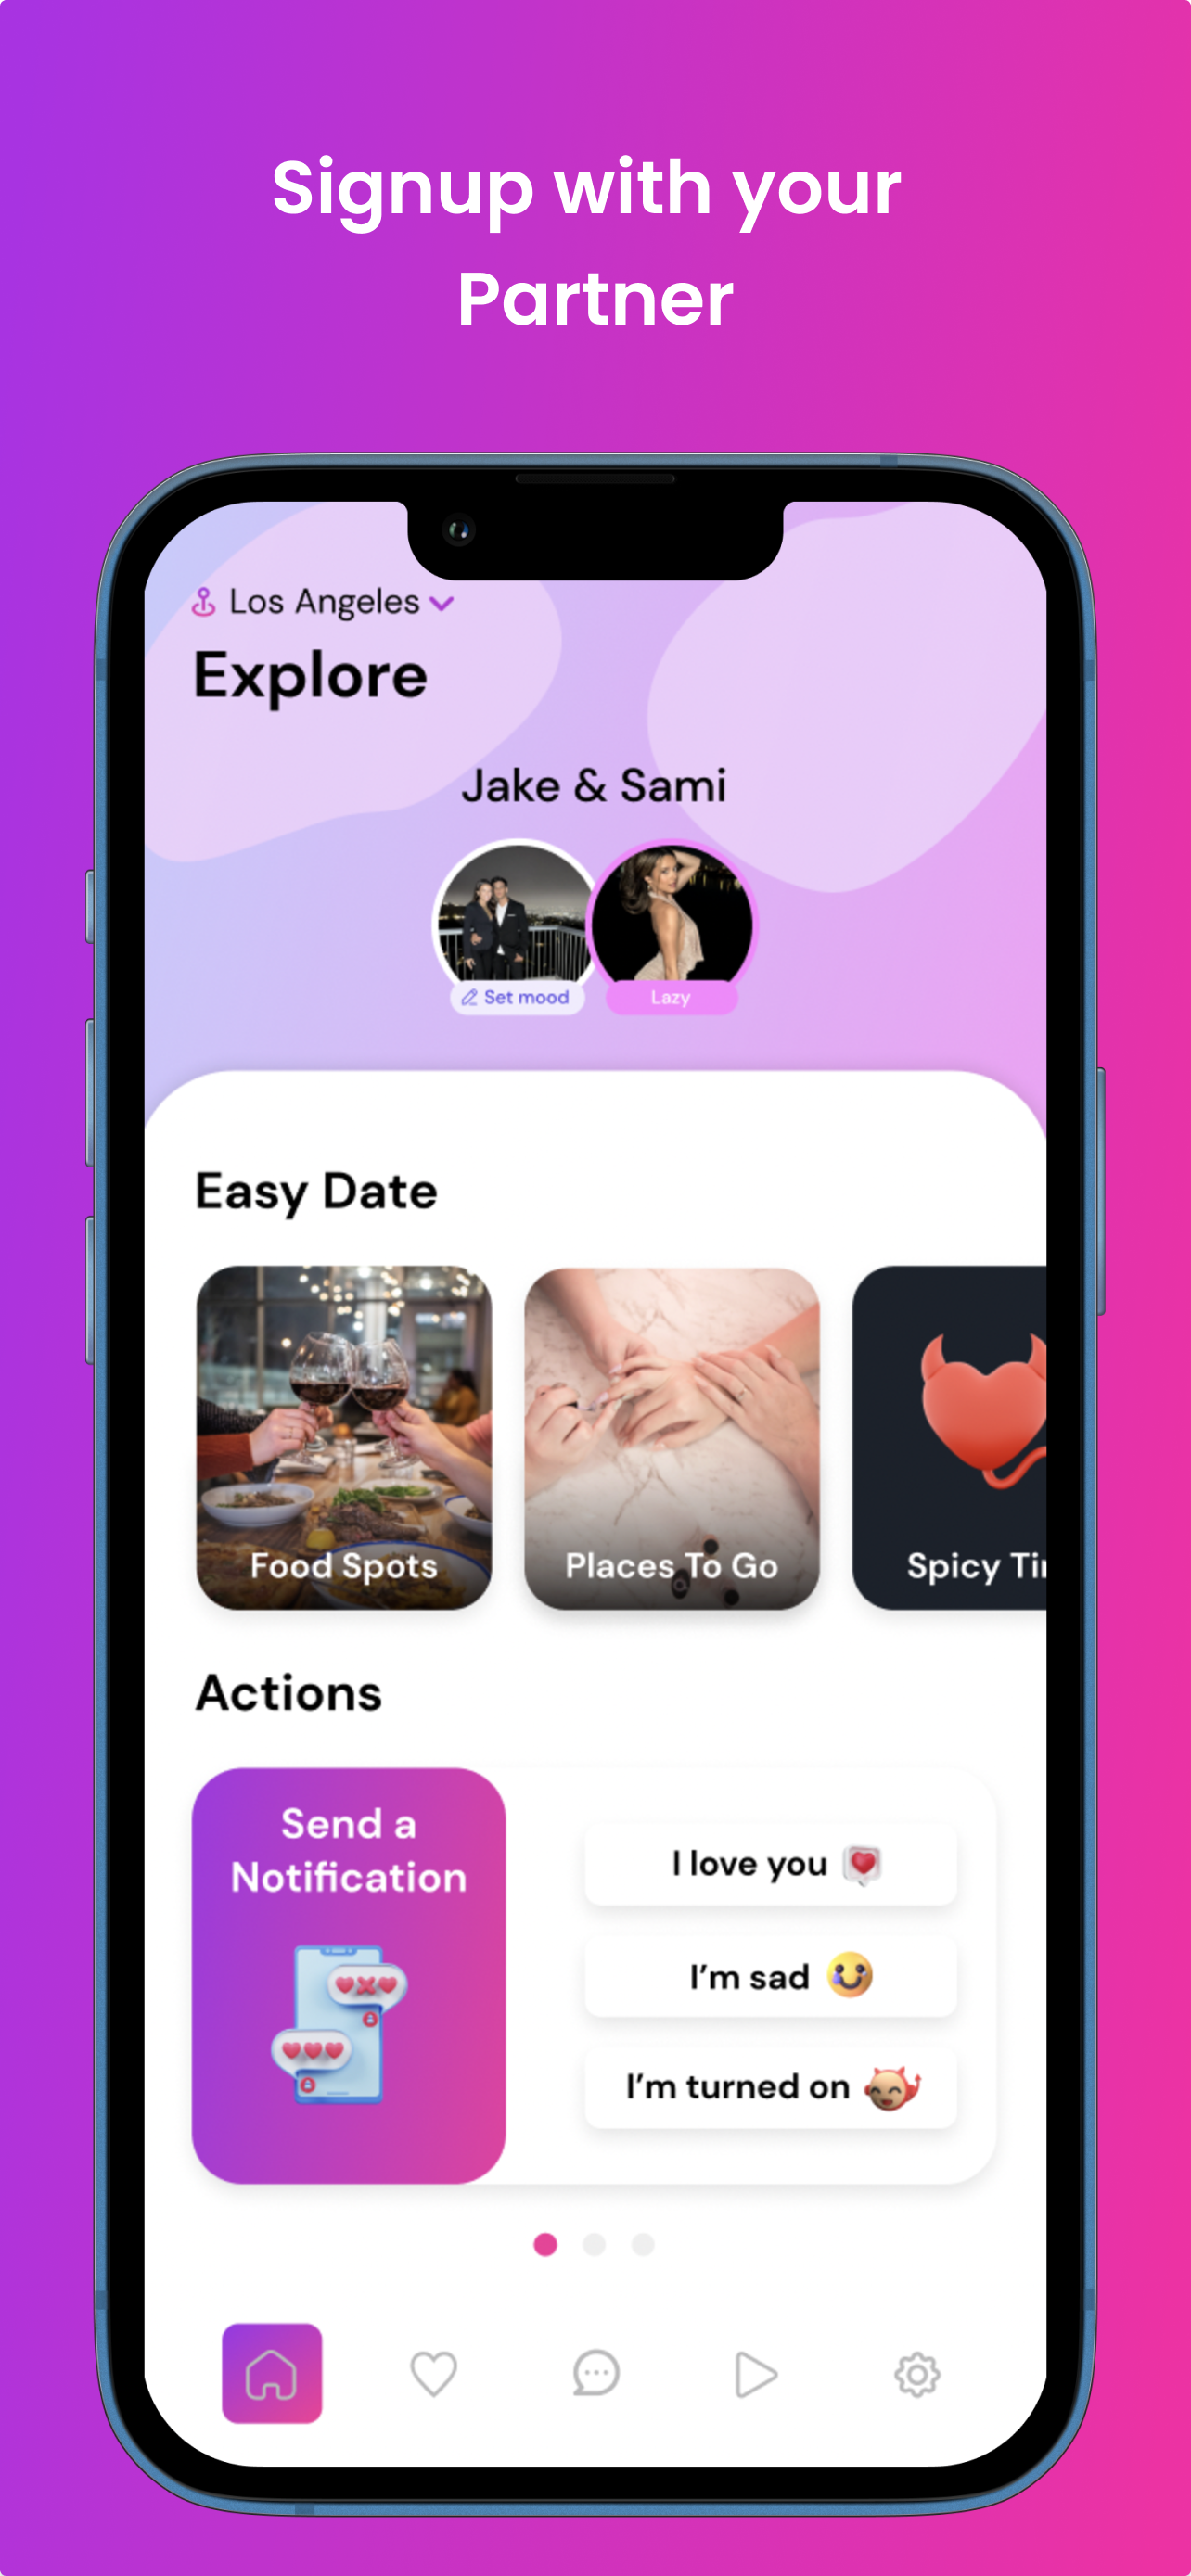 Signup with your
Partner
Los Angeles
Explore
Jake & Sami
Set mood
Lazy
Easy Date
Food Spots
Places To Go
Spicy Ti
Actions
Send a
Notification
I love you
I'm sad
I'm turned on